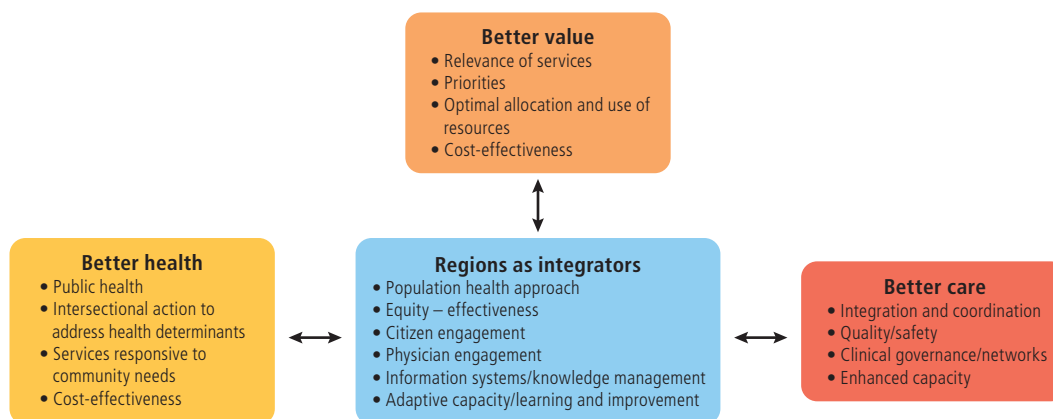 Better value
• Relevance of services
• Priorities
• Optimal allocation and use of
resources
• Cost-effectiveness
Better health
• Public health
• Intersectional action to
address health determinants
• Services responsive to
community needs
• Cost-effectiveness
Regions as integrators
• Population health approach
• Equity – effectiveness
• Citizen engagement
• Physician engagement
• Information systems/knowledge management
• Adaptive capacity/learning and improvement
Better care
• Integration and coordination
• Quality/safety
• Clinical governance/networks
• Enhanced capacity